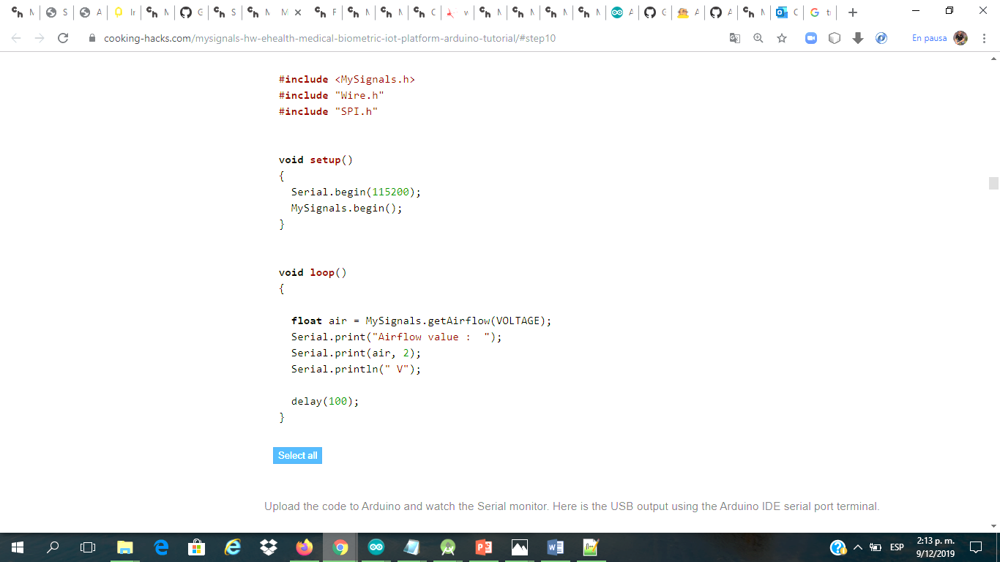 cooking-hacks.com/mysignals-hw-ehealth-medical-biometric-iot-platform-arduino-tutorial/#step10
En pausa
#include <MySignals.h>
#include "Wire.h"
#include "SPI.h"
void setup()
{
Serial.begin(115200);
MySignals.begin();
}
void loop()
{
float air = MySignals.getAirflow(VOLTAGE);
Serial.print("Airflow value :  ");
Serial.print(air, 2);
Serial.println(" V");
delay(100);
}
Select all
Upload the code to Arduino and watch the Serial monitor. Here is the USB output using the Arduino IDE serial port terminal.
ESP
2:13 p. m.
9/12/2019